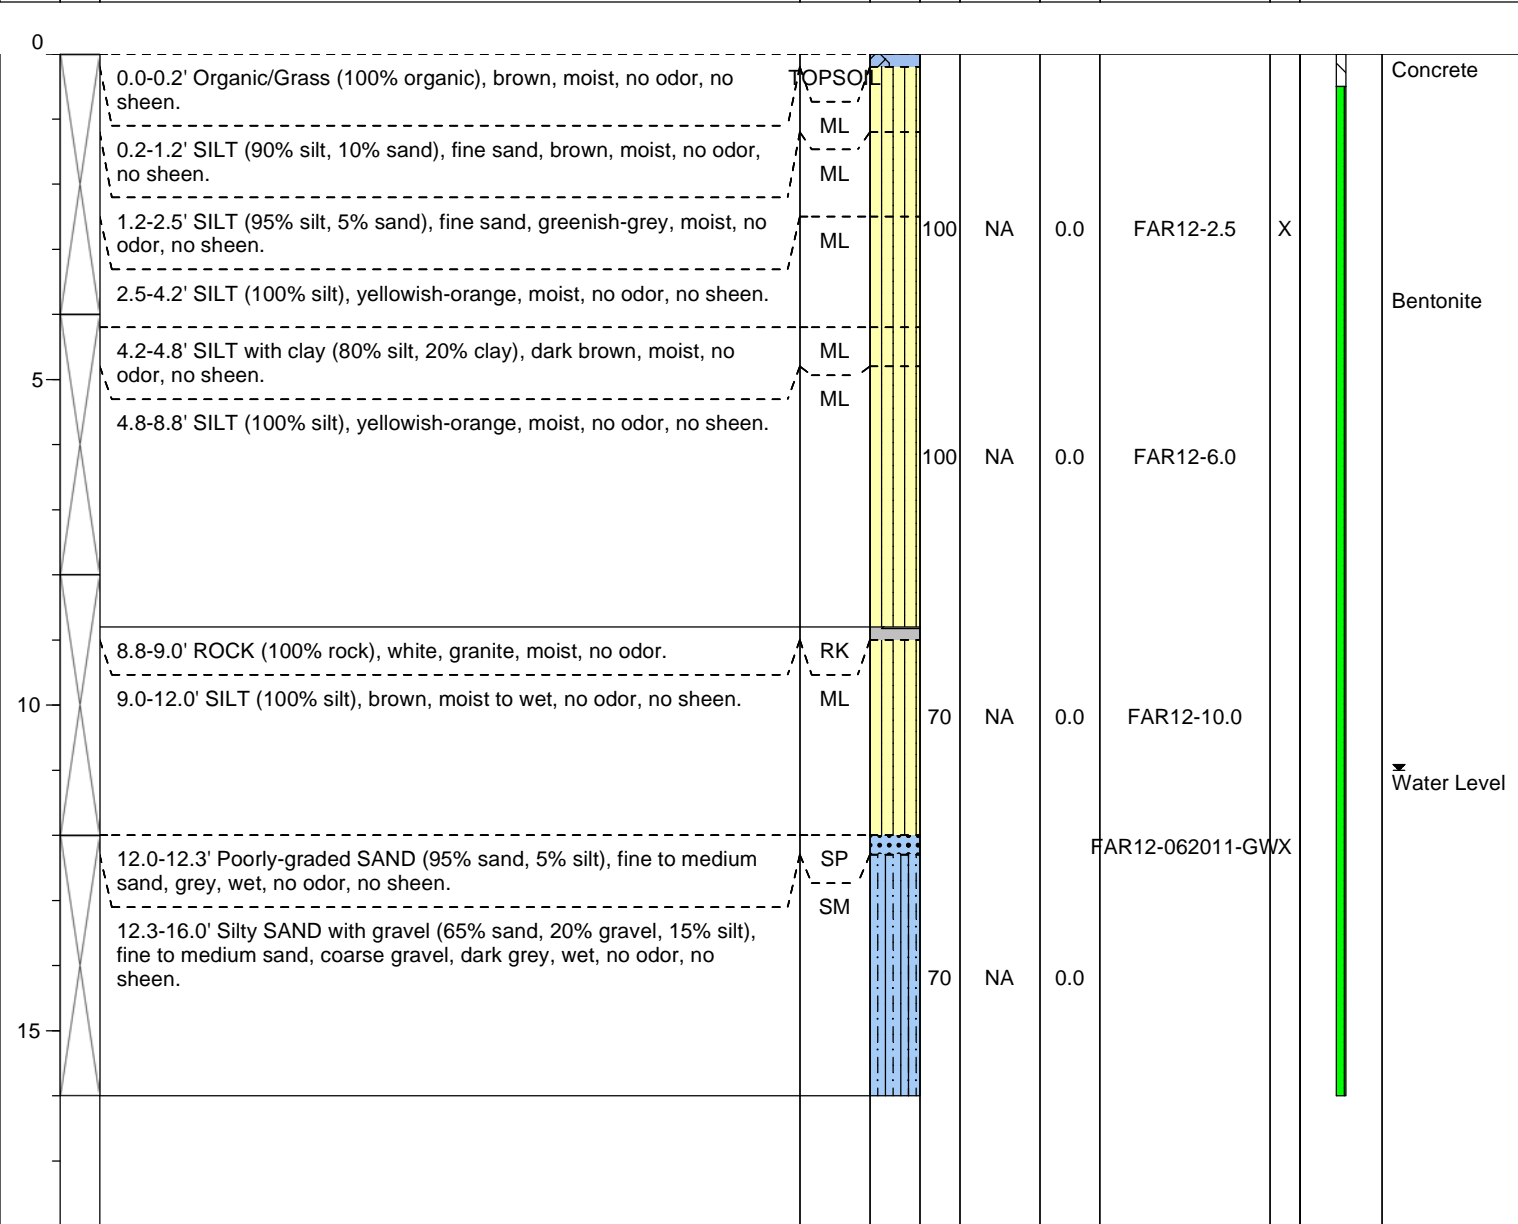 0
0.0-0.2' Organic/Grass (100% organic), brown, moist, no odor, no
sheen.
TOPSOIL
Concrete
ML
0.2-1.2' SILT (90% silt, 10% sand), fine sand, brown, moist, no odor,
no sheen.
ML
1.2-2.5' SILT (95% silt, 5% sand), fine sand, greenish-grey, moist, no
odor, no sheen.
ML
100 NA 0.0 FAR12-2.5 X
2.5-4.2' SILT (100% silt), yellowish-orange, moist, no odor, no sheen.
Bentonite
4.2-4.8' SILT with clay (80% silt, 20% clay), dark brown, moist, no
odor, no sheen.
ML
5
ML
4.8-8.8' SILT (100% silt), yellowish-orange, moist, no odor, no sheen.
100 NA 0.0 FAR12-6.0
8.8-9.0' ROCK (100% rock), white, granite, moist, no odor.
RK
9.0-12.0' SILT (100% silt), brown, moist to wet, no odor, no sheen.
ML
10
70 NA 0.0 FAR12-10.0
Water Level
FAR12-062011-GWX
12.0-12.3' Poorly-graded SAND (95% sand, 5% silt), fine to medium
sand, grey, wet, no odor, no sheen.
SP
SM
12.3-16.0' Silty SAND with gravel (65% sand, 20% gravel, 15% silt),
fine to medium sand, coarse gravel, dark grey, wet, no odor, no
sheen.
70 NA 0.0
15